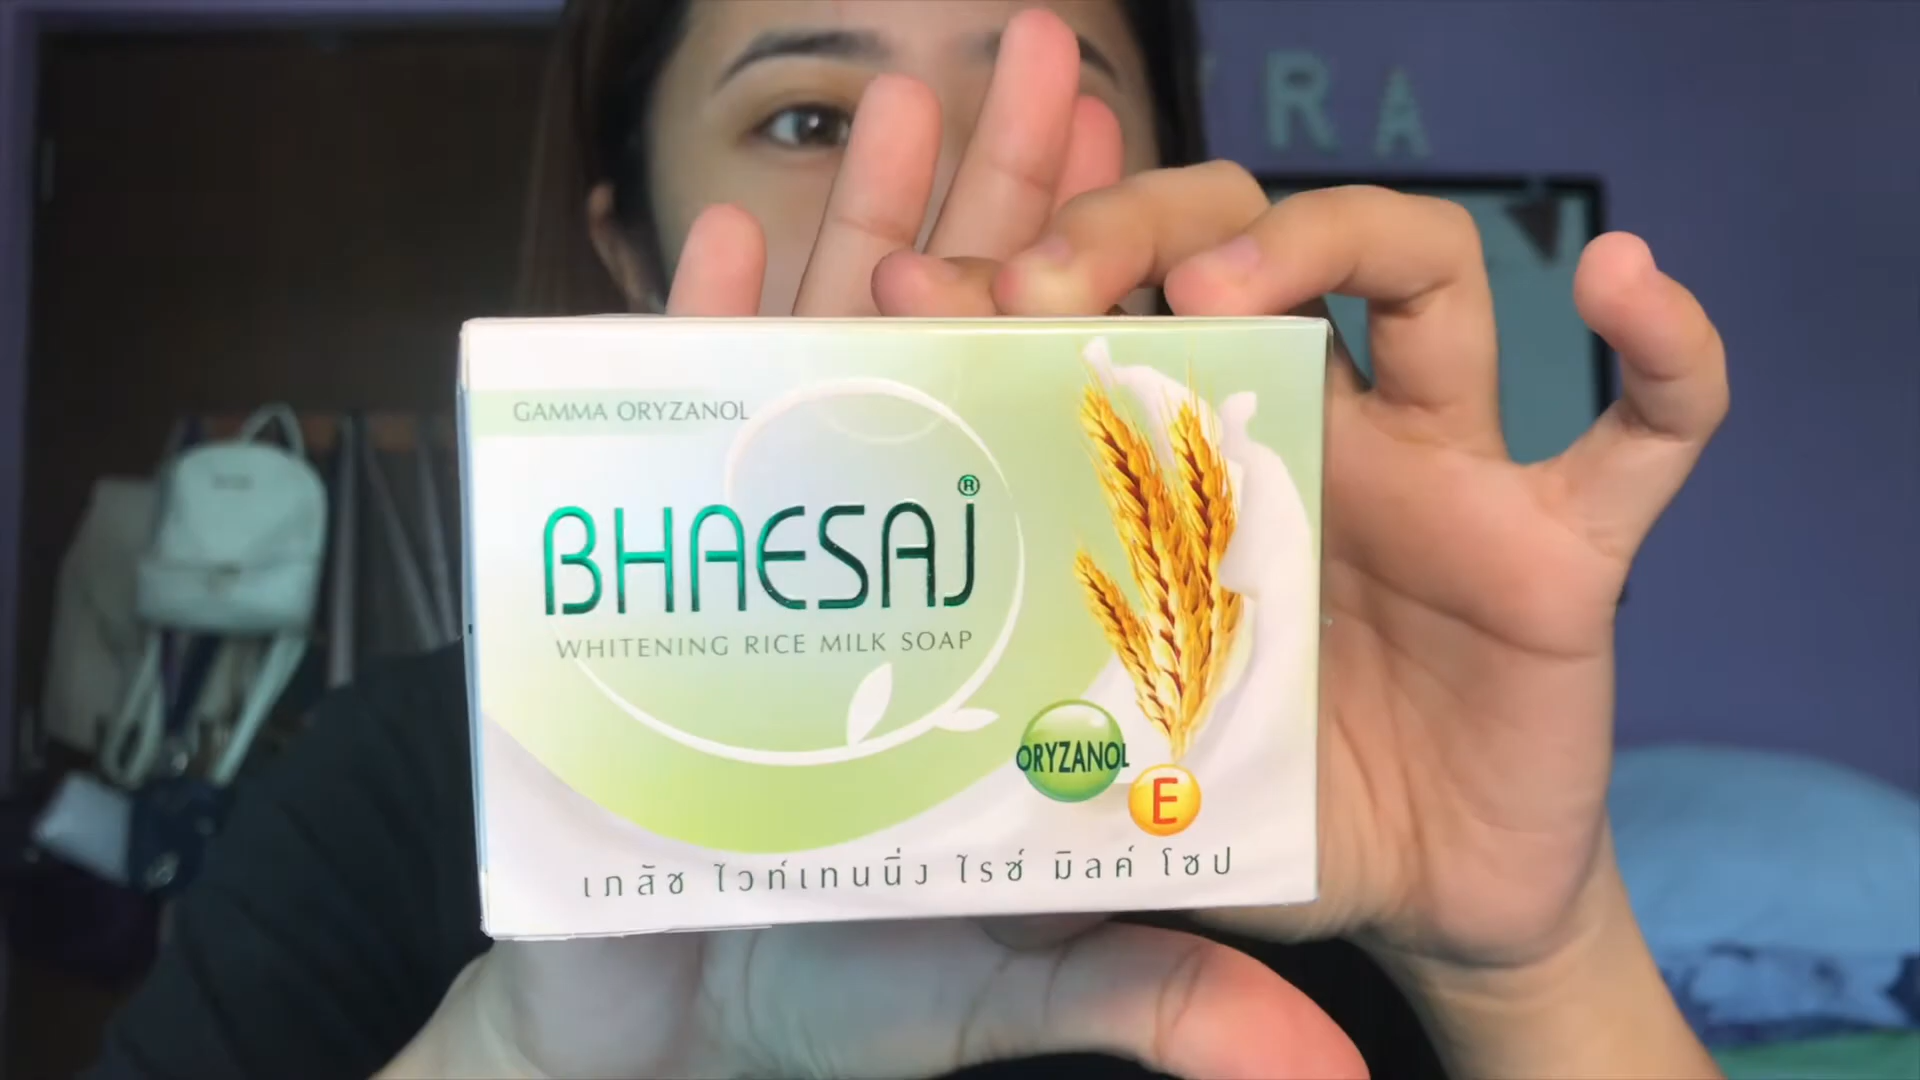 RA
GAMMA ORYZANOL
BHAESAJ®
WHITENING RICE MILK SOAP
ORYZANOL
E
เภสัช ไวท์เทนนิ่ง ไรซ์ มิลค์ โซป